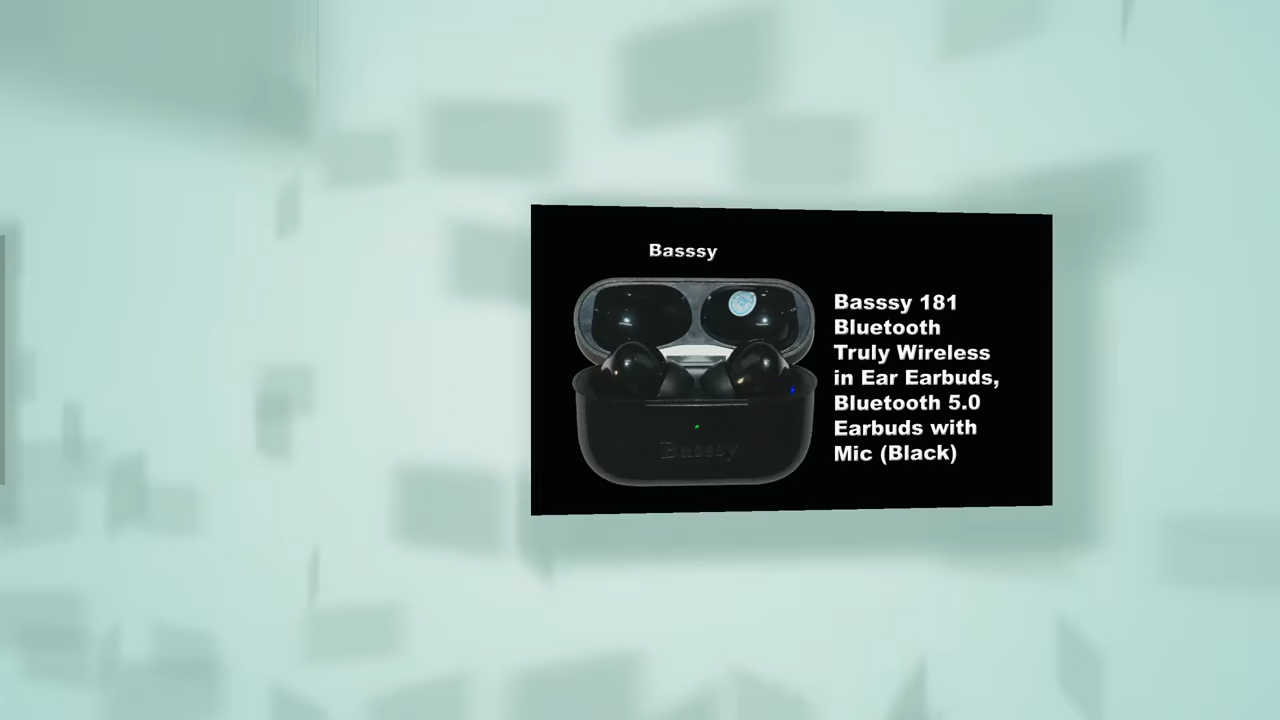 Basssy
Basssy
Basssy 181
Bluetooth
Truly Wireless
in Ear Earbuds,
Bluetooth 5.0
Earbuds with
Mic (Black)